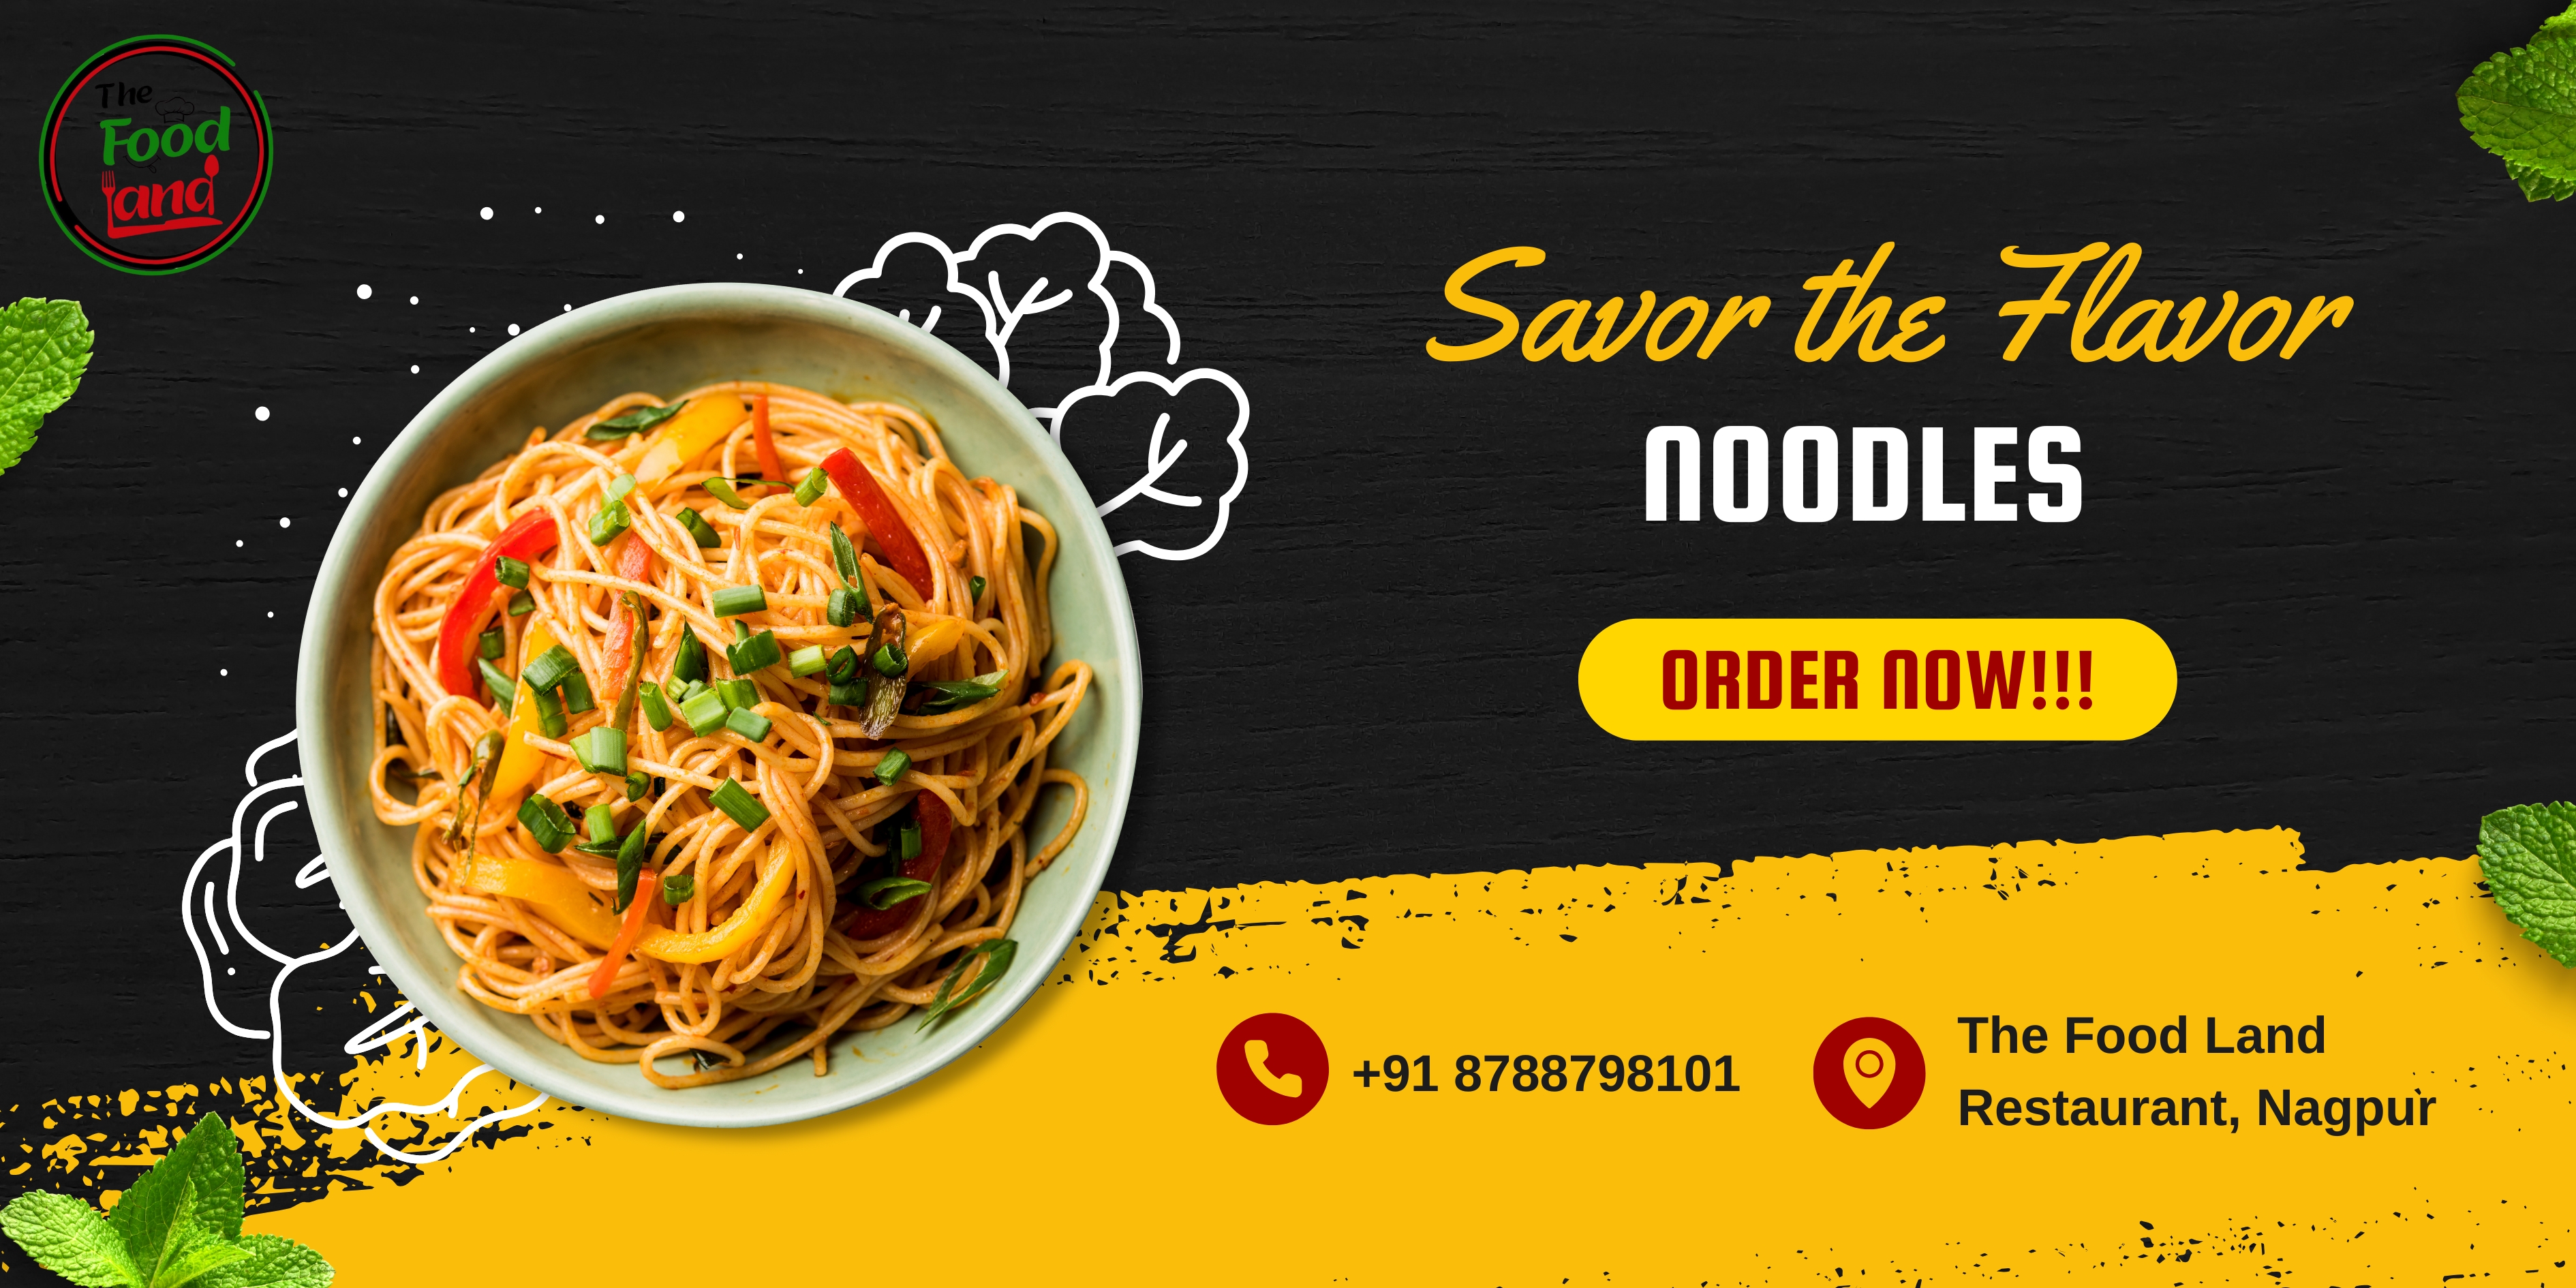 The
Food
Land
Savor the Flavor
NOODLES
ORDER NOW!!!
+91 8788798101
The Food Land
Restaurant, Nagpur